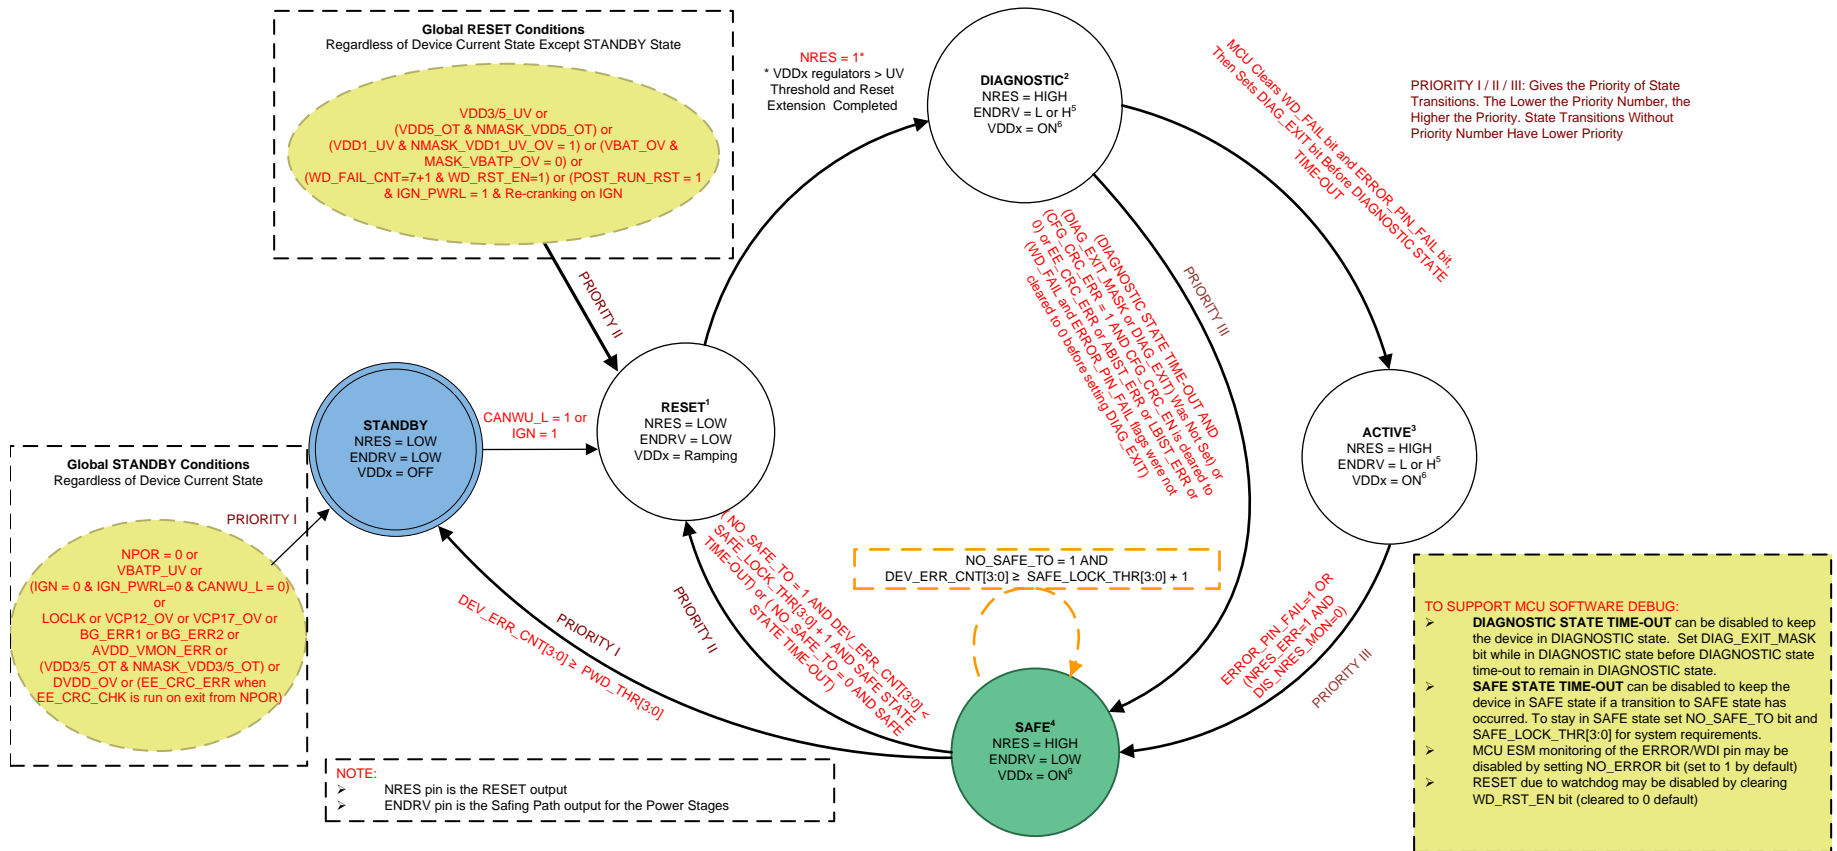 Global RESET Conditions
Regardless of Device Current State Except STANDBY State
VDD3/5_UV or
(VDD5_OT & NMASK_VDD5_OT) or
(VDD1_UV & NMASK_VDD1_UV_OV = 1) or (VBAT_OV &
MASK_VBATP_OV = 0) or
(WD_FAIL_CNT=7+1 & WD_RST_EN=1) or (POST_RUN_RST = 1
& IGN_PWRL = 1 & Re-cranking on IGN
PRIORITY II
NRES = 1*
* VDDx regulators > UV
Threshold and Reset
Extension Completed
DIAGNOSTIC2
NRES = HIGH
ENDRV = L or H5
VDDx = ON6
MCU Clears WD_FAIL bit and ERROR_PIN_FAIL bit,
Then Sets DIAG_EXIT bit Before DIAGNOSTIC STATE
TIME-OUT
PRIORITY I / II / III: Gives the Priority of State
Transitions. The Lower the Priority Number, the
Higher the Priority. State Transitions Without
Priority Number Have Lower Priority
(DIAGNOSTIC STATE TIME-OUT AND
(DIAG_EXIT_MASK or DIAG_EXIT) Was Not Set) or
(CFG_CRC_ERR = 1 AND CFG_CRC_EN is cleared to
0) or EE_CRC_ERR or ABIST_ERR or LBIST_ERR or
(WD_FAIL and ERROR_PIN_FAIL flags were not
cleared to 0 before setting DIAG_EXIT)
PRIORITY III
STANDBY
NRES = LOW
ENDRV = LOW
VDDx = OFF
CANWU_L = 1 or
IGN = 1
RESET1
NRES = LOW
ENDRV = LOW
VDDx = Ramping
ACTIVE3
NRES = HIGH
ENDRV = L or H5
VDDx = ON6
Global STANDBY Conditions
Regardless of Device Current State
PRIORITY I
NPOR = 0 or
VBATP_UV or
(IGN = 0 & IGN_PWRL=0 & CANWU_L = 0)
or
LOCLK or VCP12_OV or VCP17_OV or
BG_ERR1 or BG_ERR2 or
AVDD_VMON_ERR or
(VDD3/5_OT & NMASK_VDD3/5_OT) or
DVDD_OV or (EE_CRC_ERR when
EE_CRC_CHK is run on exit from NPOR)
PRIORITY I
DEV_ERR_CNT[3:0] ≥ PWD_THR[3:0]
PRIORITY II
( NO_SAFE_TO = 1 AND DEV_ERR_CNT[3:0] <
SAFE_LOCK_THR[3:0] + 1 AND SAFE STATE
TIME-OUT) or ( NO_SAFE_TO = 0 AND SAFE
STATE TIME-OUT)
NO_SAFE_TO = 1 AND
DEV_ERR_CNT[3:0] ≥ SAFE_LOCK_THR[3:0] + 1
ERROR_PIN_FAIL=1 OR
(NRES_ERR=1 AND
DIS_NRES_MON=0)
PRIORITY III
SAFE4
NRES = HIGH
ENDRV = LOW
VDDx = ON6
NOTE:
➢ NRES pin is the RESET output
➢ ENDRV pin is the Safing Path output for the Power Stages
TO SUPPORT MCU SOFTWARE DEBUG:
➢ DIAGNOSTIC STATE TIME-OUT can be disabled to keep
the device in DIAGNOSTIC state. Set DIAG_EXIT_MASK
bit while in DIAGNOSTIC state before DIAGNOSTIC state
time-out to remain in DIAGNOSTIC state.
➢ SAFE STATE TIME-OUT can be disabled to keep the
device in SAFE state if a transition to SAFE state has
occurred. To stay in SAFE state set NO_SAFE_TO bit and
SAFE_LOCK_THR[3:0] for system requirements.
➢ MCU ESM monitoring of the ERROR/WDI pin may be
disabled by setting NO_ERROR bit (set to 1 by default)
➢ RESET due to watchdog may be disabled by clearing
WD_RST_EN bit (cleared to 0 default)